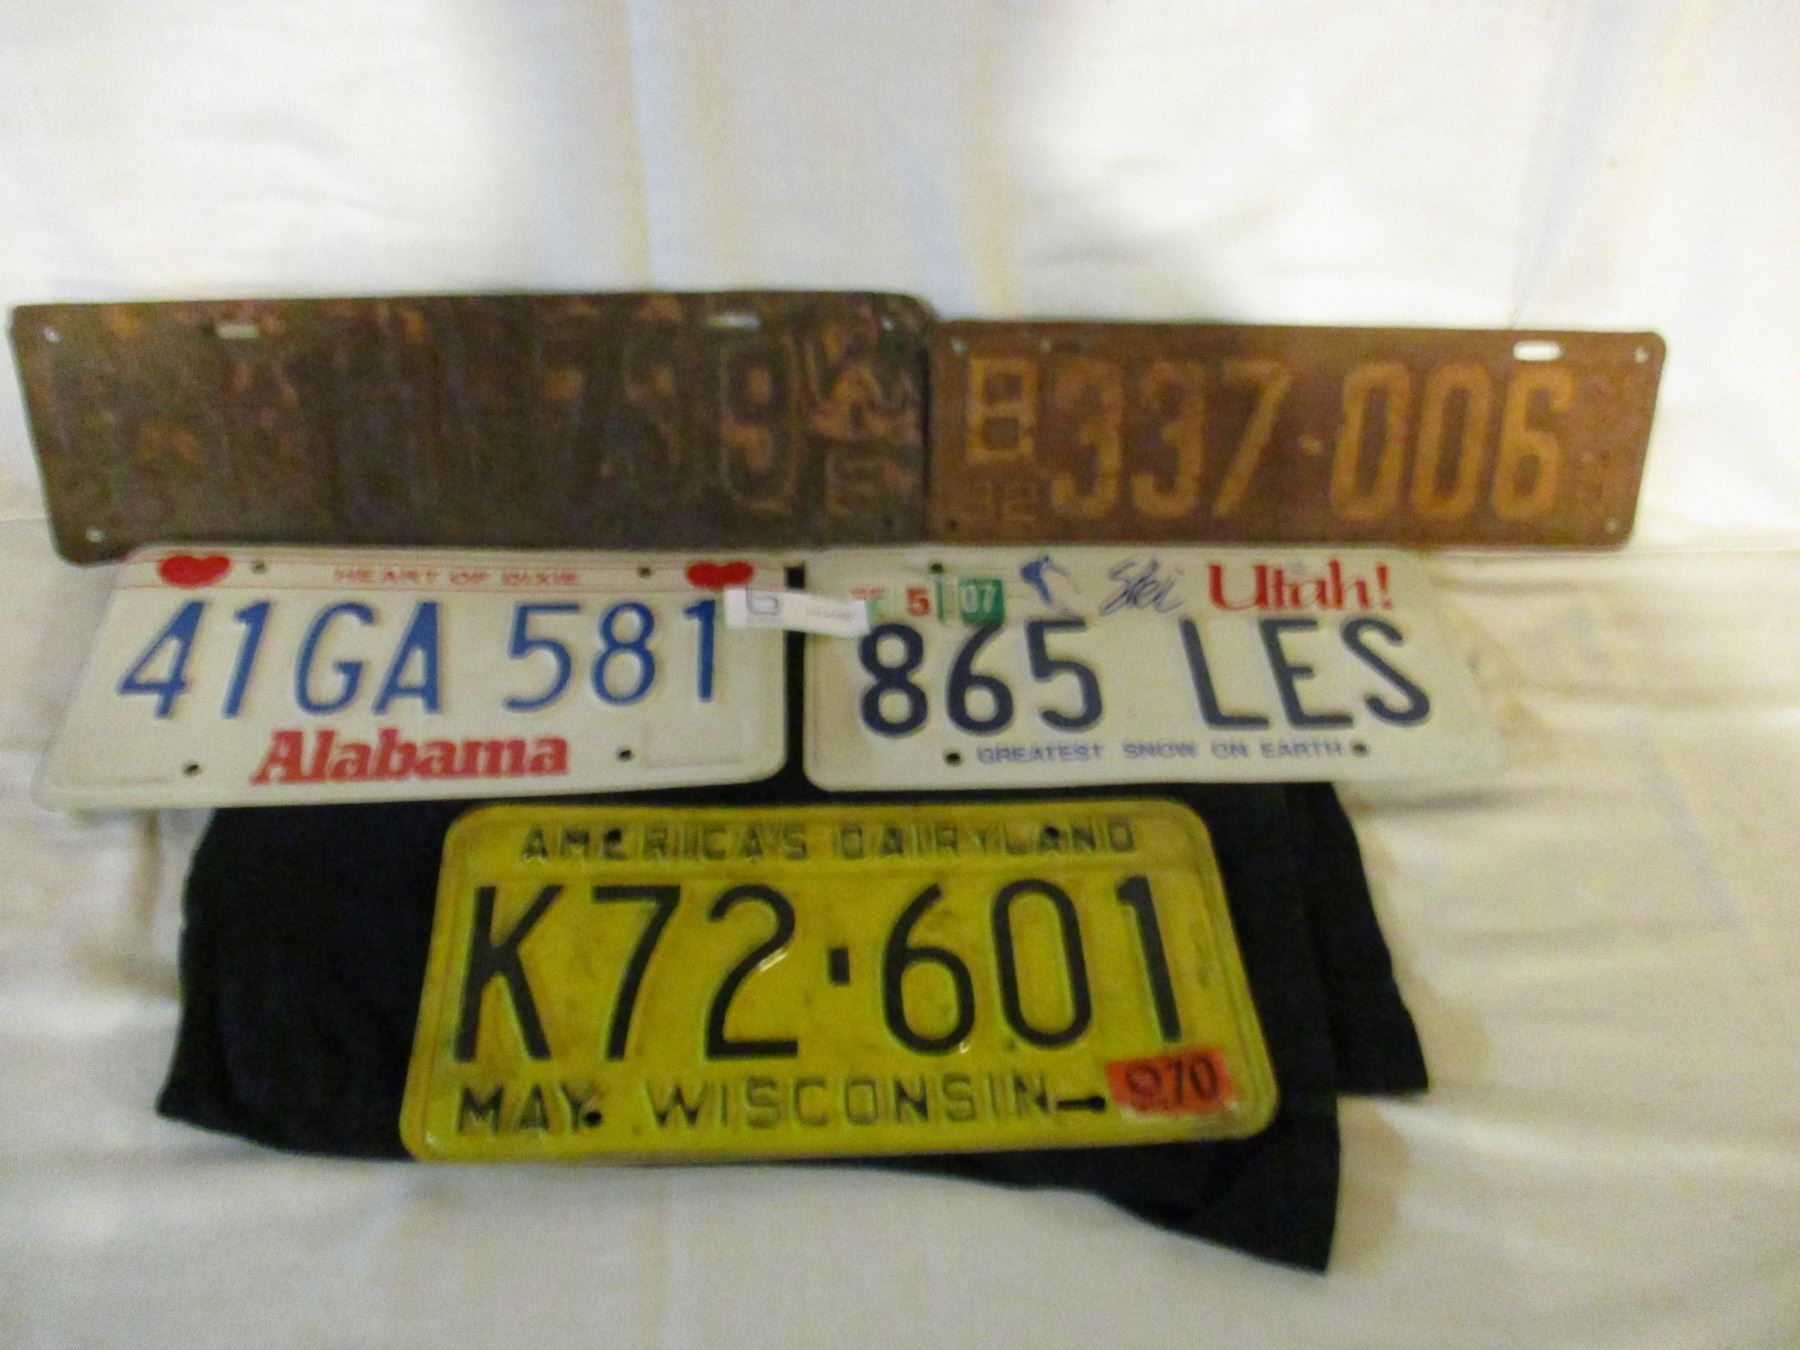 337·006
HEART OF DIXIE
41GA 581
Alabama
5 07 Ski Utah!
865 LES
GREATEST SNOW ON EARTH
AMERICA'S DAIRYLAND
K72·601
MAY. WISCONSIN 70